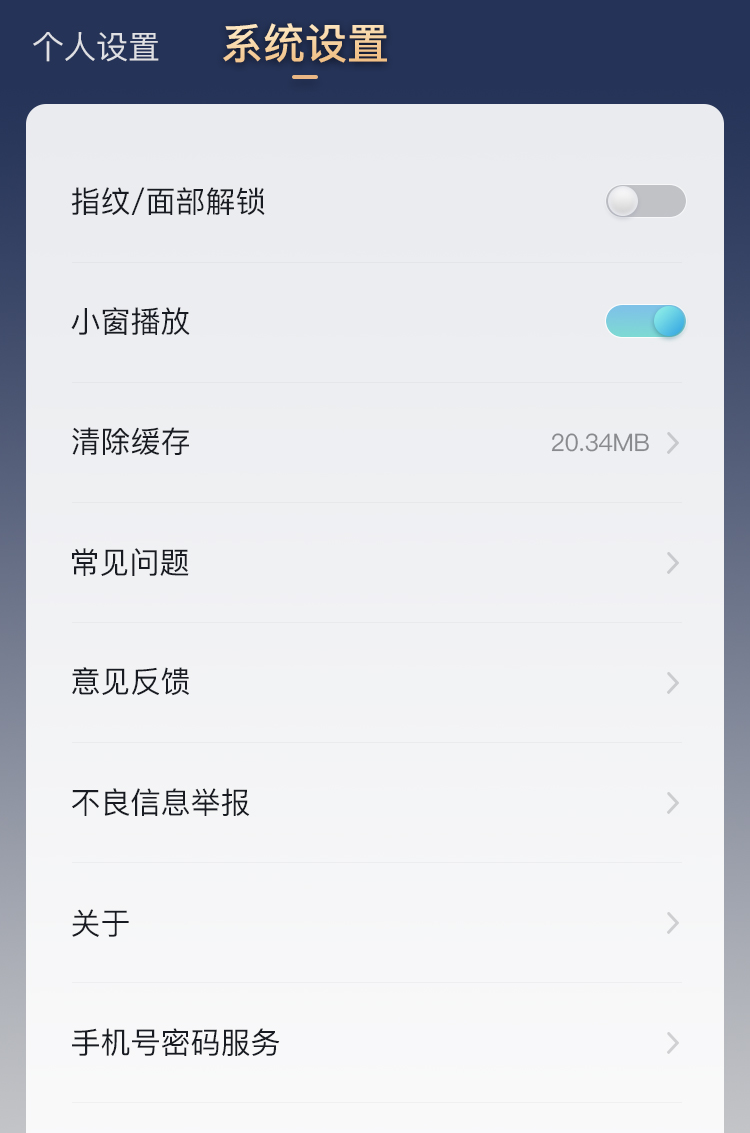 个人设置 系统设置
指纹/面部解锁
小窗播放
清除缓存 20.34MB
常见问题
意见反馈
不良信息举报
关于
手机号密码服务